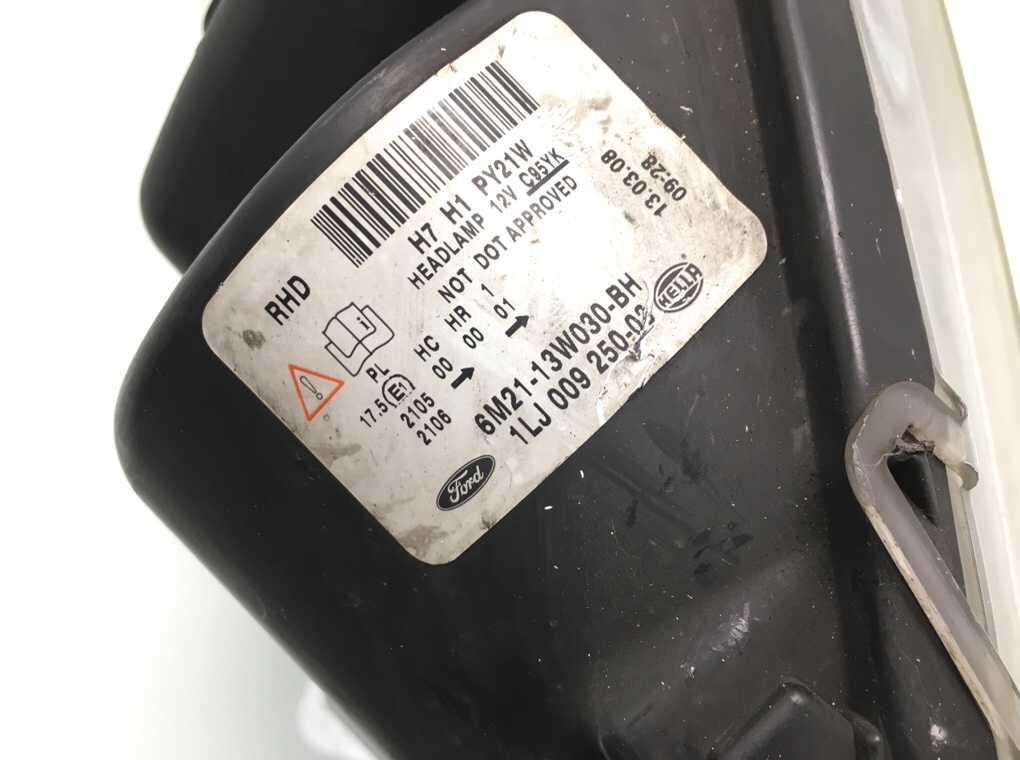 RHD
H7 H1 PY21W
HEADLAMP 12V C95YK
NOT DOT APPROVED
13.03.08
09:28
i
PL HC HR 1
17.5 E1 00 00 01
2105
2106
6M21-13W030-BH
1LJ 009 250-03
HELLA
Ford